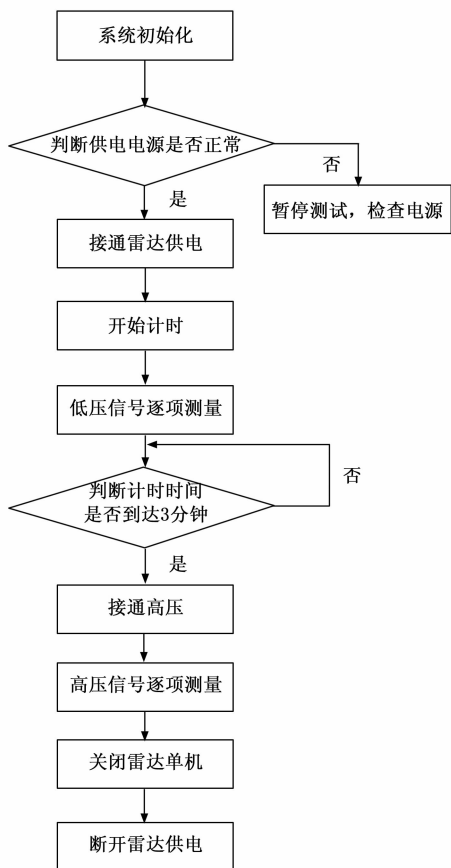 系统初始化
判断供电电源是否正常
否
暂停测试，检查电源
是
接通雷达供电
开始计时
低压信号逐项测量
判断计时时间
是否到达3分钟
否
是
接通高压
高压信号逐项测量
关闭雷达单机
断开雷达供电